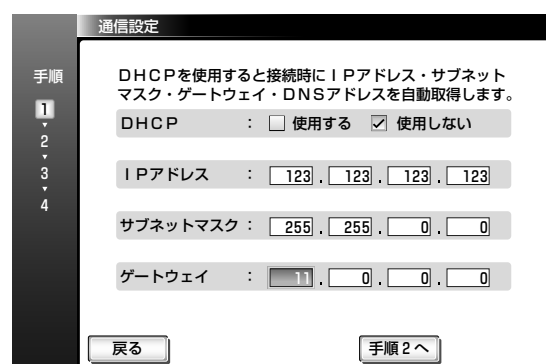 通信設定
手順
1
2
3
4
DHCPを使用すると接続時にIPアドレス・サブネット
マスク・ゲートウェイ・DNSアドレスを自動取得します。
DHCP : 使用する 使用しない
IPアドレス : 123 . 123 . 123 . 123
サブネットマスク : 255 . 255 . 0 . 0
ゲートウェイ : 11 . 0 . 0 . 0
戻る
手順2へ